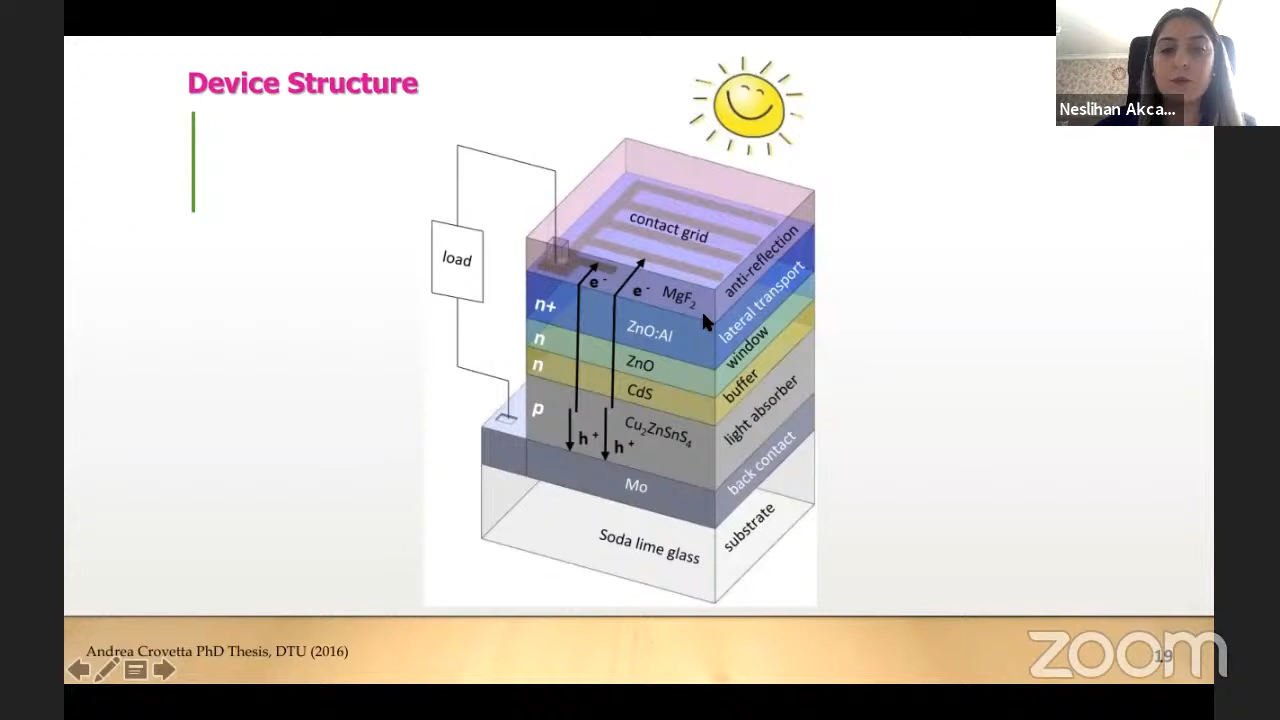 Device Structure
Neslihan Akca...
contact grid
load
anti-reflection
e-
e-
MgF2
lateral transport
n+
ZnO:Al
window
n
ZnO
buffer
n
CdS
light absorber
p
Cu2ZnSnS4
h+
h+
back contact
Mo
substrate
Soda lime glass
Andrea Crovetta PhD Thesis, DTU (2016)
zoom
19